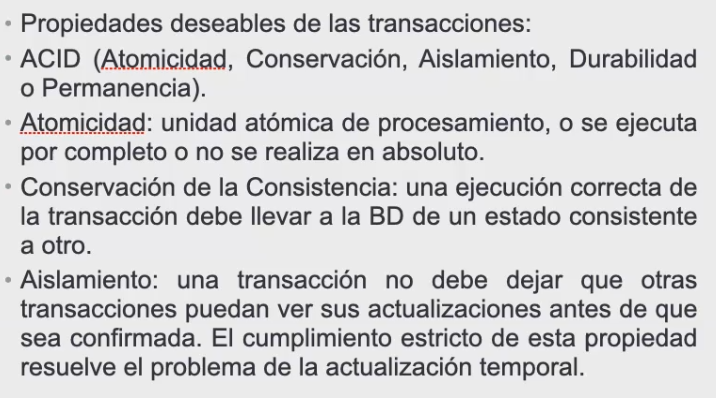 • Propiedades deseables de las transacciones:
• ACID (Atomicidad, Conservación, Aislamiento, Durabilidad
o Permanencia).
• Atomicidad: unidad atómica de procesamiento, o se ejecuta
por completo o no se realiza en absoluto.
• Conservación de la Consistencia: una ejecución correcta de
la transacción debe llevar a la BD de un estado consistente
a otro.
• Aislamiento: una transacción no debe dejar que otras
transacciones puedan ver sus actualizaciones antes de que
sea confirmada. El cumplimiento estricto de esta propiedad
resuelve el problema de la actualización temporal.